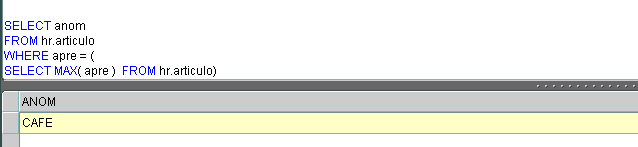 SELECT anom
FROM hr.articulo
WHERE apre = (
SELECT MAX( apre )  FROM hr.articulo)
ANOM
CAFE